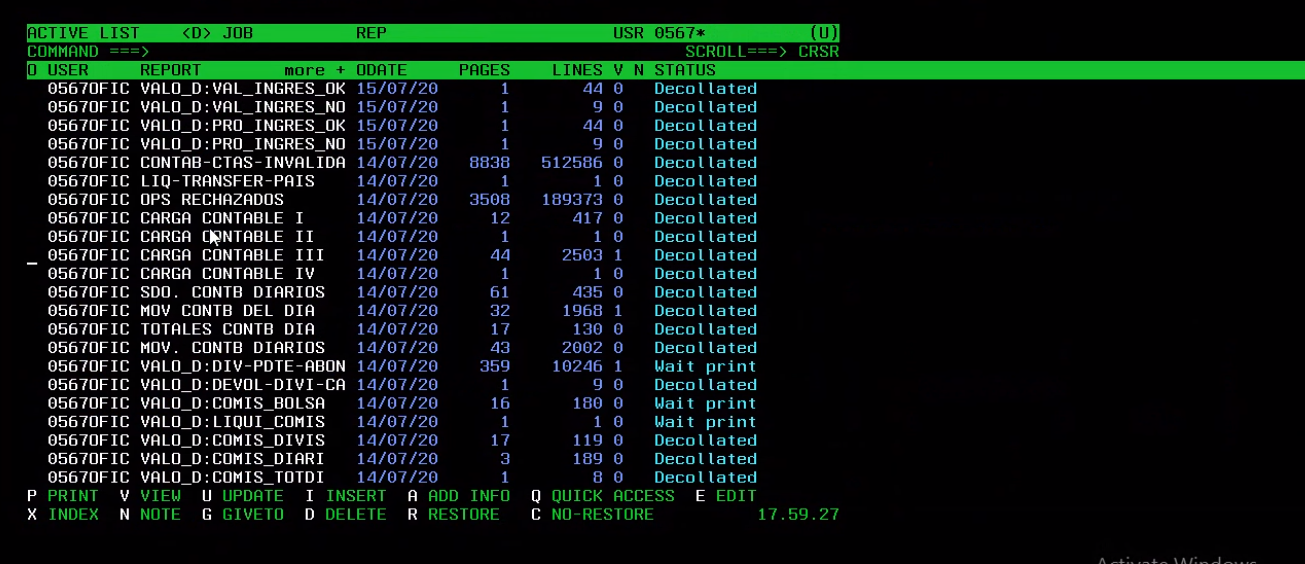 ACTIVE LIST <D> JOB REP USR 0567* (U)
COMMAND ===> SCROLL===> CRSR
O USER REPORT more + ODATE PAGES LINES V N STATUS
0567OFIC VALO_D:VAL_INGRES_OK 15/07/20 1 44 0 Decollated
0567OFIC VALO_D:VAL_INGRES_NO 15/07/20 1 9 0 Decollated
0567OFIC VALO_D:PRO_INGRES_OK 15/07/20 1 44 0 Decollated
0567OFIC VALO_D:PRO_INGRES_NO 15/07/20 1 9 0 Decollated
0567OFIC CONTAB-CTAS-INVALIDA 14/07/20 8838 512586 0 Decollated
0567OFIC LIQ-TRANSFER-PAIS 14/07/20 1 1 0 Decollated
0567OFIC OPS RECHAZADOS 14/07/20 3508 189373 0 Decollated
0567OFIC CARGA CONTABLE I 14/07/20 12 417 0 Decollated
0567OFIC CARGA CONTABLE II 14/07/20 1 1 0 Decollated
_ 0567OFIC CARGA CONTABLE III 14/07/20 44 2503 1 Decollated
0567OFIC CARGA CONTABLE IV 14/07/20 1 1 0 Decollated
0567OFIC SDO. CONTB DIARIOS 14/07/20 61 435 0 Decollated
0567OFIC MOV CONTB DEL DIA 14/07/20 32 1968 1 Decollated
0567OFIC TOTALES CONTB DIA 14/07/20 17 130 0 Decollated
0567OFIC MOV. CONTB DIARIOS 14/07/20 43 2002 0 Decollated
0567OFIC VALO_D:DIV-PDTE-ABON 14/07/20 359 10246 1 Wait print
0567OFIC VALO_D:DEVOL-DIVI-CA 14/07/20 1 9 0 Decollated
0567OFIC VALO_D:COMIS_BOLSA 14/07/20 16 180 0 Wait print
0567OFIC VALO_D:LIQUI_COMIS 14/07/20 1 1 0 Wait print
0567OFIC VALO_D:COMIS_DIVIS 14/07/20 17 119 0 Decollated
0567OFIC VALO_D:COMIS_DIARI 14/07/20 3 189 0 Decollated
0567OFIC VALO_D:COMIS_TOTDI 14/07/20 1 8 0 Decollated
P PRINT V VIEW U UPDATE I INSERT A ADD INFO Q QUICK ACCESS E EDIT
X INDEX N NOTE G GIVETO D DELETE R RESTORE C NO-RESTORE 17.59.27
Activate Windows